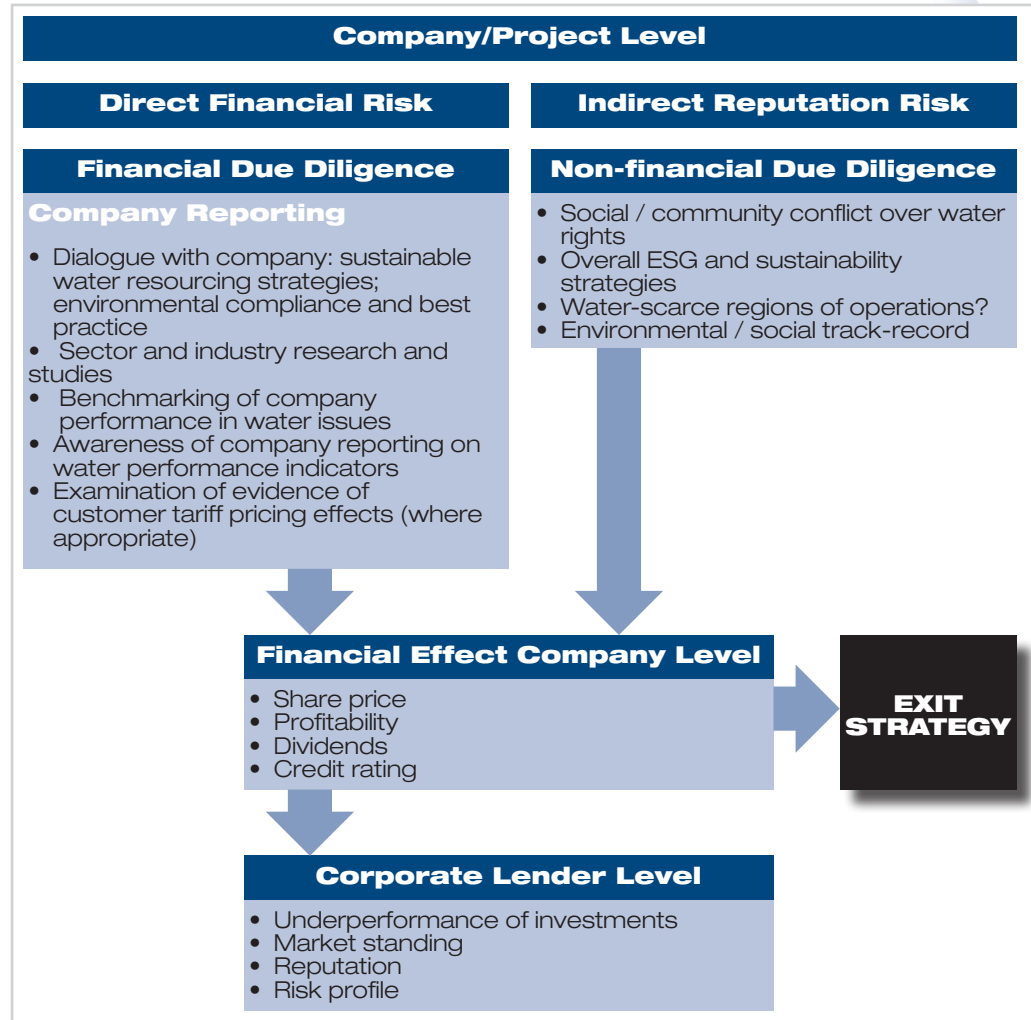 Company/Project Level
Direct Financial Risk
Financial Due Diligence
Company Reporting
• Dialogue with company: sustainable
water resourcing strategies;
environmental compliance and best
practice
• Sector and industry research and
studies
• Benchmarking of company
performance in water issues
• Awareness of company reporting on
water performance indicators
• Examination of evidence of
customer tariff pricing effects (where
appropriate)
Indirect Reputation Risk
Non-financial Due Diligence
• Social / community conflict over water
rights
• Overall ESG and sustainability
strategies
• Water-scarce regions of operations?
• Environmental / social track-record
Financial Effect Company Level
• Share price
• Profitability
• Dividends
• Credit rating
EXIT
STRATEGY
Corporate Lender Level
• Underperformance of investments
• Market standing
• Reputation
• Risk profile